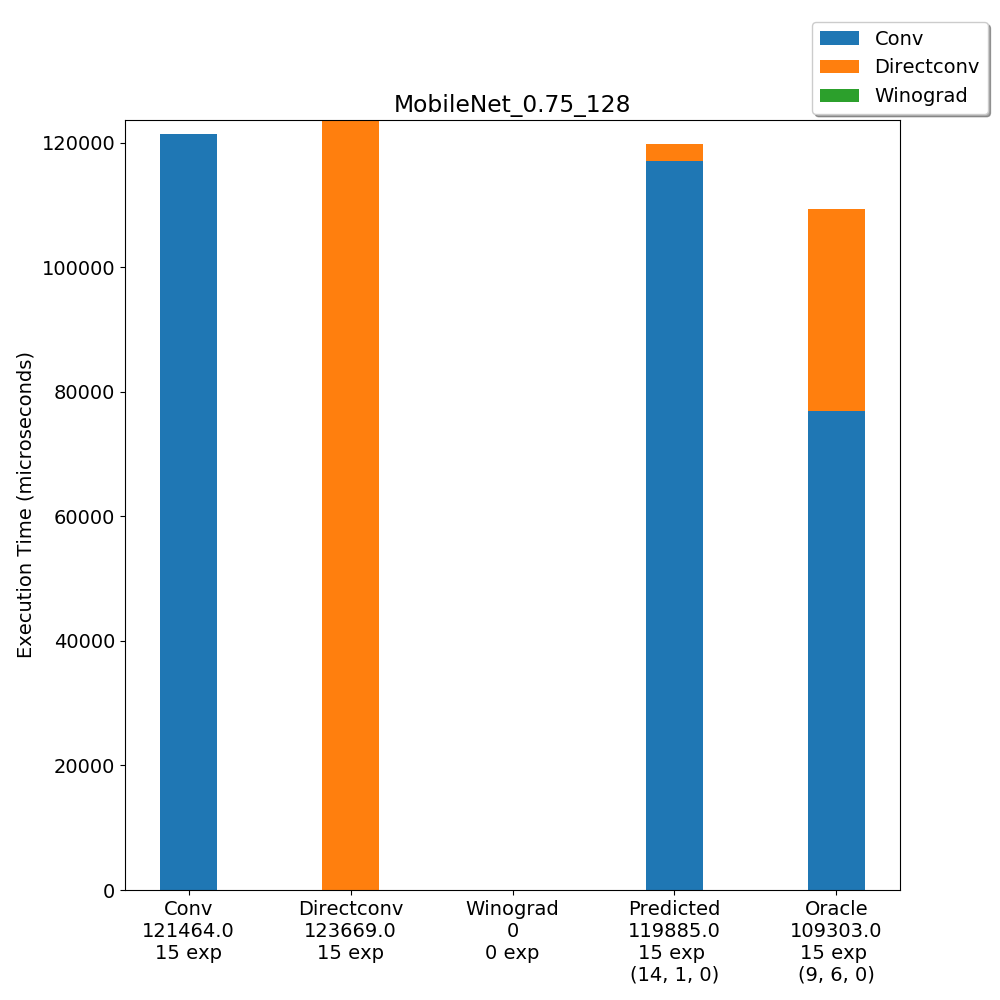 Conv
Directconv
Winograd
MobileNet_0.75_128
Execution Time (microseconds)
120000
100000
80000
60000
40000
20000
0
Conv Directconv Winograd Predicted Oracle
121464.0 123669.0 0 119885.0 109303.0
15 exp 15 exp 0 exp 15 exp 15 exp
(14, 1, 0) (9, 6, 0)